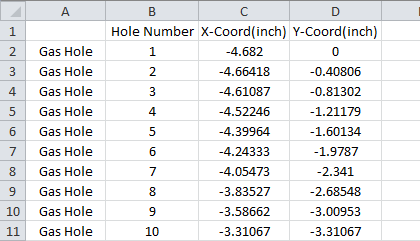 A B C D
1 Hole Number X-Coord(inch) Y-Coord(inch)
2 Gas Hole 1 -4.682 0
3 Gas Hole 2 -4.66418 -0.40806
4 Gas Hole 3 -4.61087 -0.81302
5 Gas Hole 4 -4.52246 -1.21179
6 Gas Hole 5 -4.39964 -1.60134
7 Gas Hole 6 -4.24333 -1.9787
8 Gas Hole 7 -4.05473 -2.341
9 Gas Hole 8 -3.83527 -2.68548
10 Gas Hole 9 -3.58662 -3.00953
11 Gas Hole 10 -3.31067 -3.31067